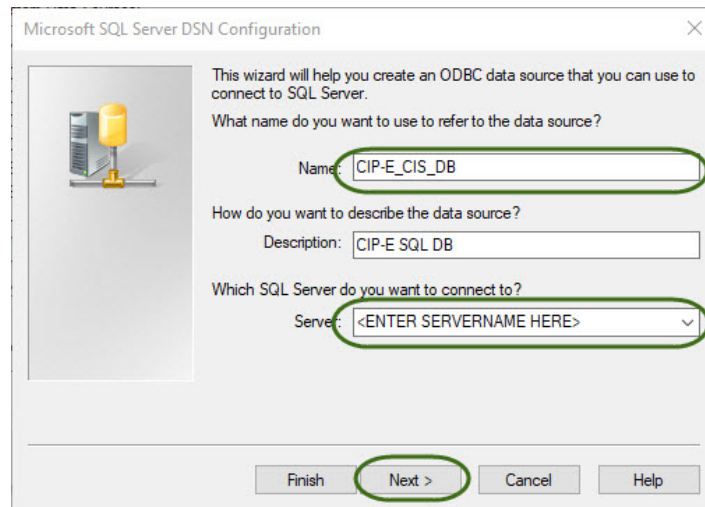 Microsoft SQL Server DSN Configuration
This wizard will help you create an ODBC data source that you can use to
connect to SQL Server.
What name do you want to use to refer to the data source?
Name: CIP-E_CIS_DB
How do you want to describe the data source?
Description: CIP-E SQL DB
Which SQL Server do you want to connect to?
Server: <ENTER SERVERNAME HERE>
Finish Next > Cancel Help